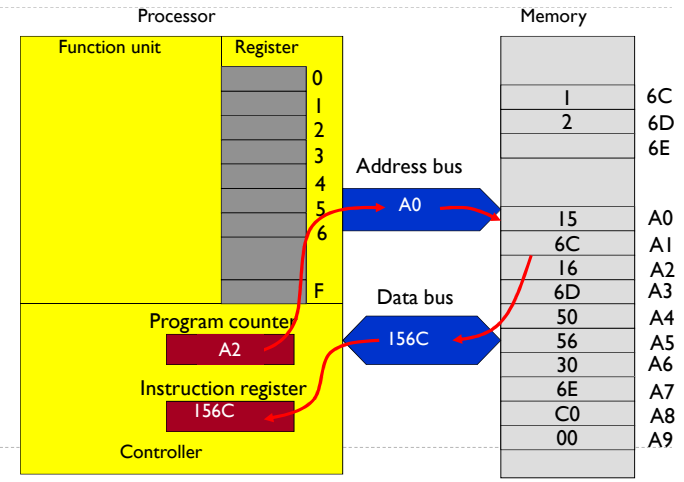 Processor
Memory
Function unit
Register
0
1
2
3
4
5
6
F
Address bus
A0
Data bus
156C
Program counter
A2
Instruction register
156C
Controller
1 6C
2 6D
6E
15 A0
6C A1
16 A2
6D A3
50 A4
56 A5
30 A6
6E A7
C0 A8
00 A9